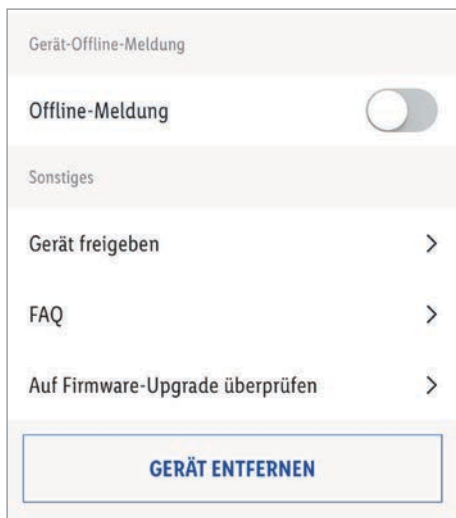 Gerät-Offline-Meldung
Offline-Meldung
Sonstiges
Gerät freigeben
FAQ
Auf Firmware-Upgrade überprüfen
GERÄT ENTFERNEN